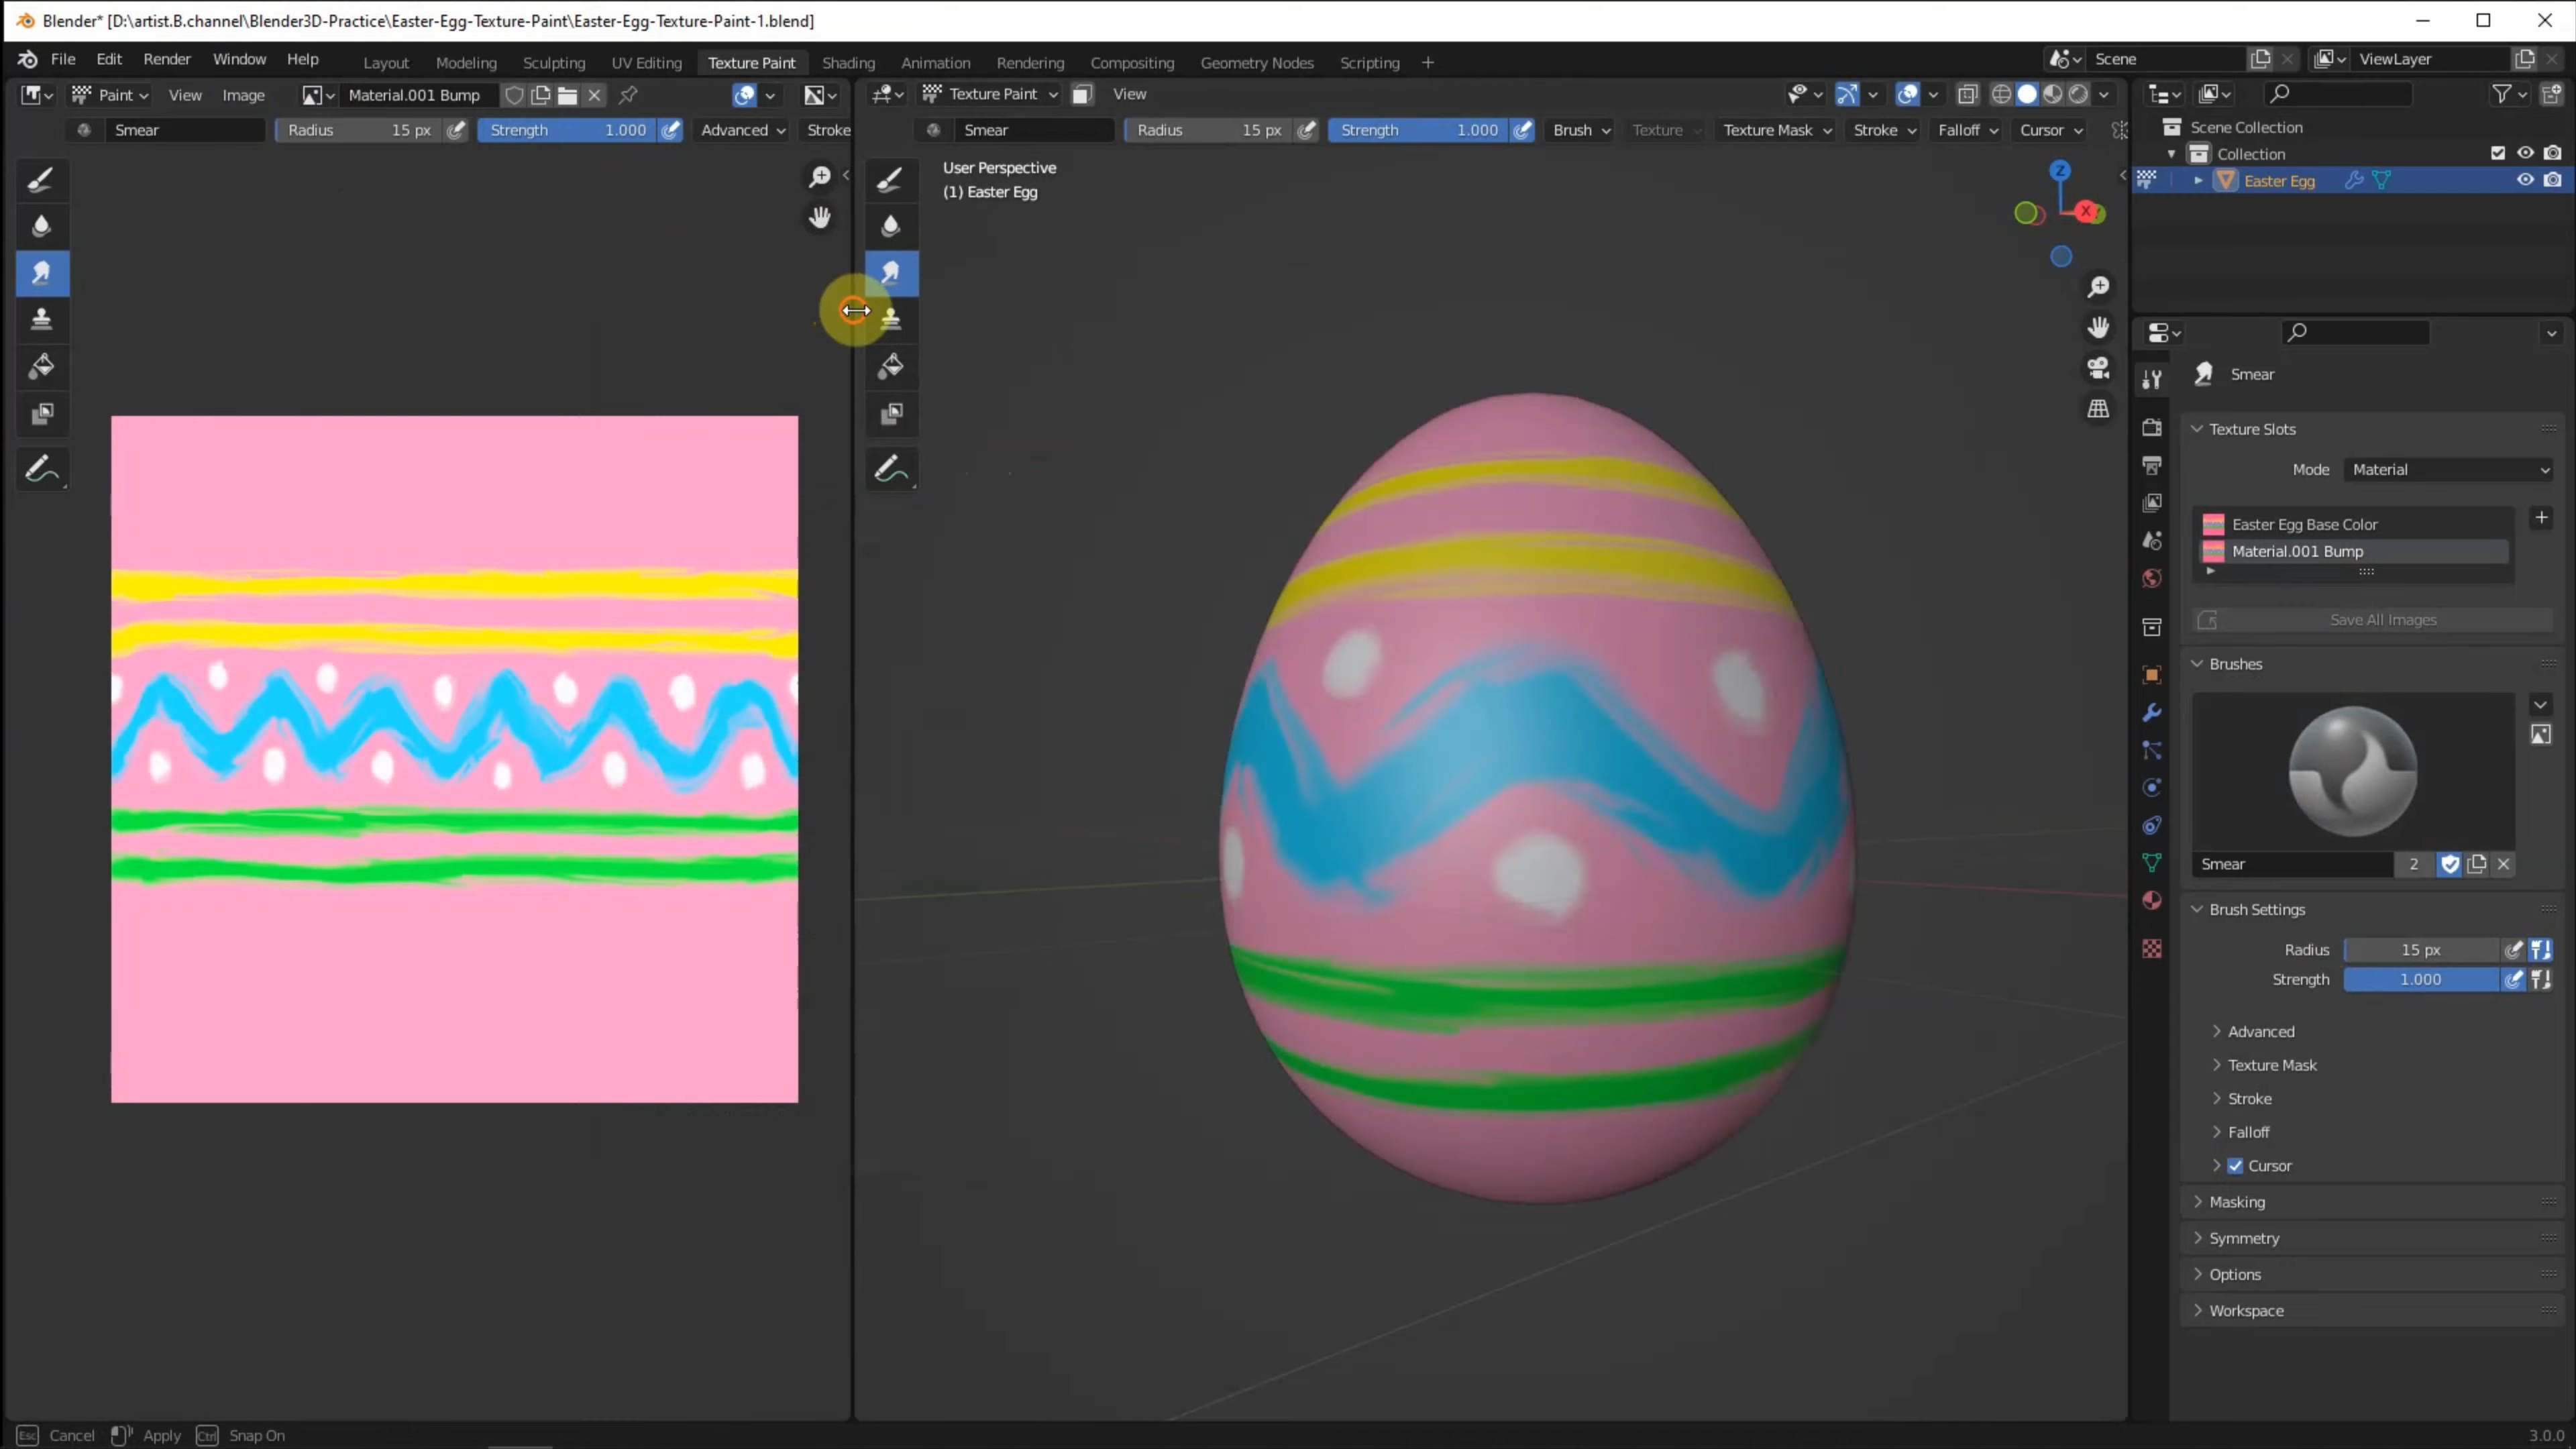 Blender* [D:\artist.B.channel\Blender3D-Practice\Easter-Egg-Texture-Paint\Easter-Egg-Texture-Paint-1.blend]
File Edit Render Window Help Layout Modeling Sculpting UV Editing Texture Paint Shading Animation Rendering Compositing Geometry Nodes Scripting + Scene ViewLayer
Paint View Image Material.001 Bump Texture Paint View
Smear Radius 15 px Strength 1.000 Advanced Stroke Smear Radius 15 px Strength 1.000 Brush Texture Texture Mask Stroke Falloff Cursor
Scene Collection
Collection
Easter Egg
User Perspective
(1) Easter Egg
Z
X
Smear
Texture Slots
Mode Material
Easter Egg Base Color
Material.001 Bump
Save All Images
Brushes
Smear 2
Brush Settings
Radius 15 px
Strength 1.000
Advanced
Texture Mask
Stroke
Falloff
Cursor
Masking
Symmetry
Options
Workspace
Esc Cancel Apply Ctrl Snap On 3.0.0